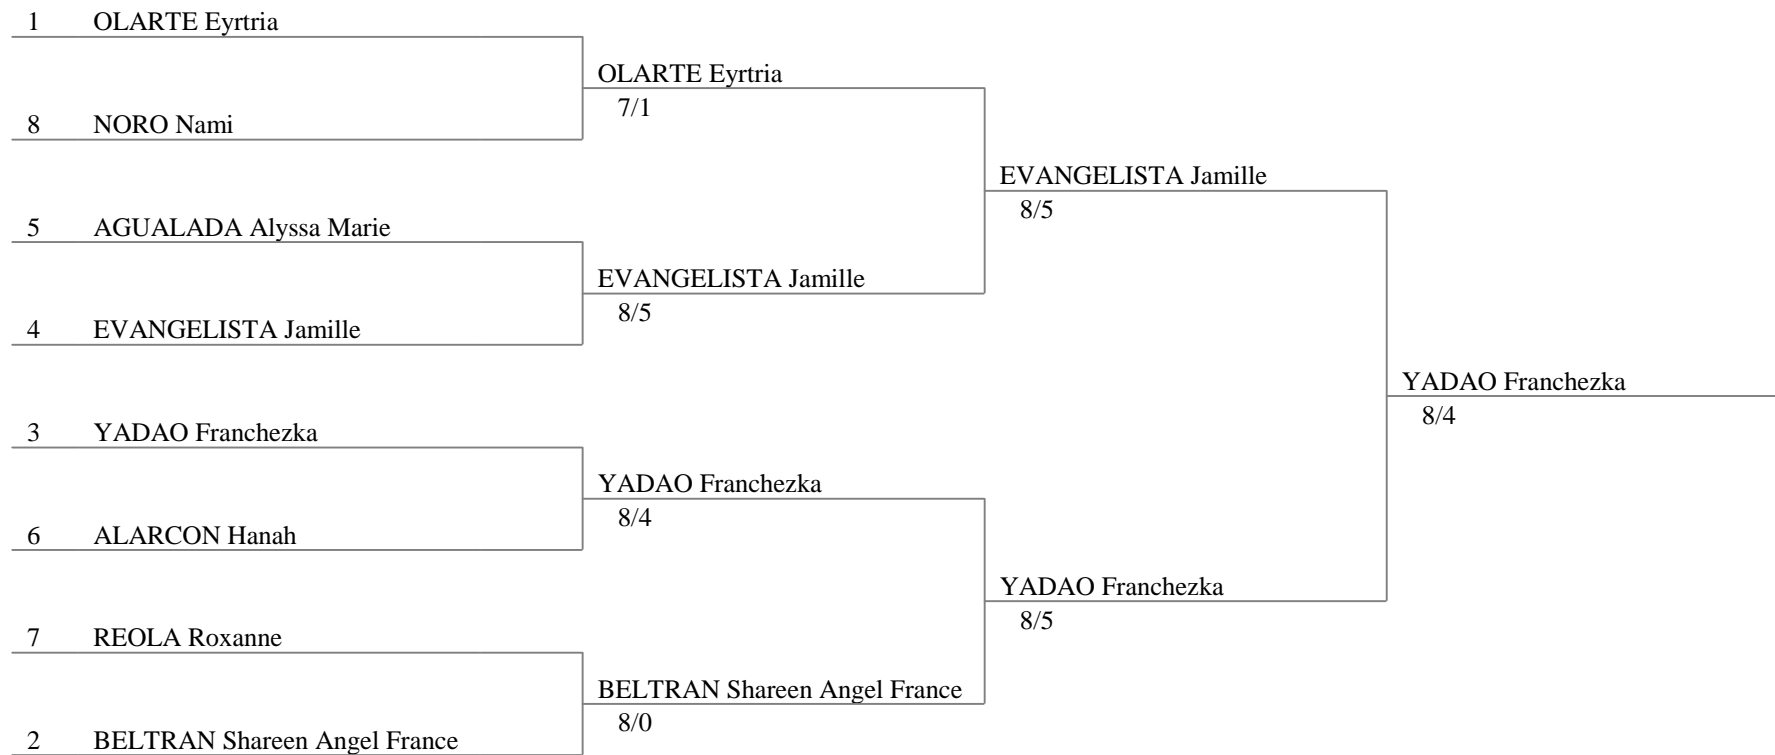 1 OLARTE Eyrtria
OLARTE Eyrtria
7/1
8 NORO Nami
EVANGELISTA Jamille
8/5
5 AGUALADA Alyssa Marie
EVANGELISTA Jamille
8/5
4 EVANGELISTA Jamille
YADAO Franchezka
8/4
3 YADAO Franchezka
YADAO Franchezka
8/4
6 ALARCON Hanah
YADAO Franchezka
8/5
7 REOLA Roxanne
BELTRAN Shareen Angel France
8/0
2 BELTRAN Shareen Angel France